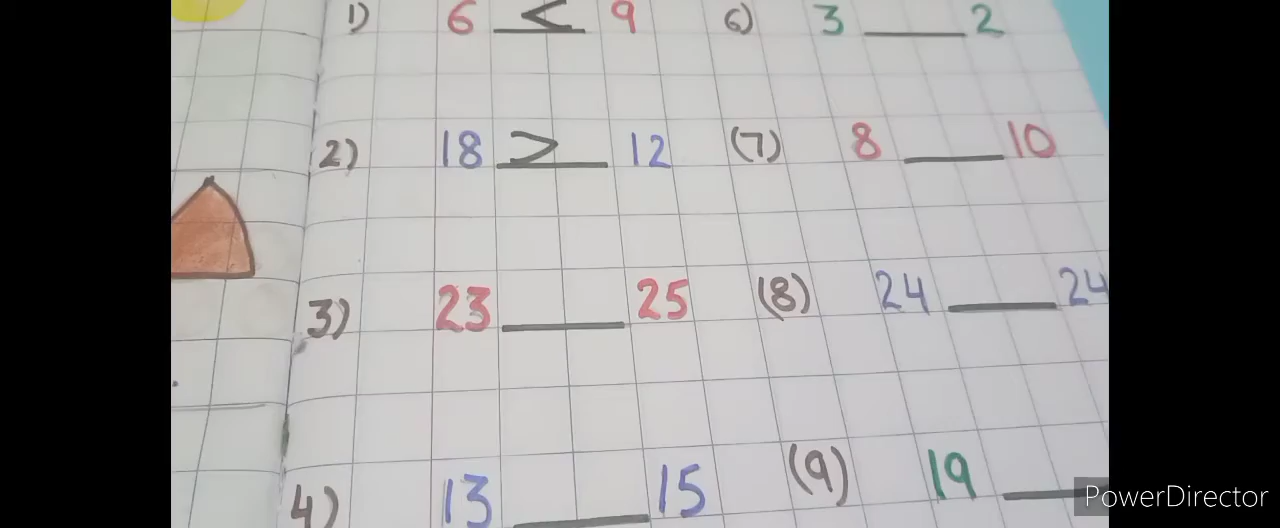 1) 6 < 9 6) 3 ___ 2
2) 18 > 12 (7) 8 ___ 10
3) 23 ___ 25 (8) 24 ___ 24
4) 13 ___ 15 (9) 19 ___
PowerDirector